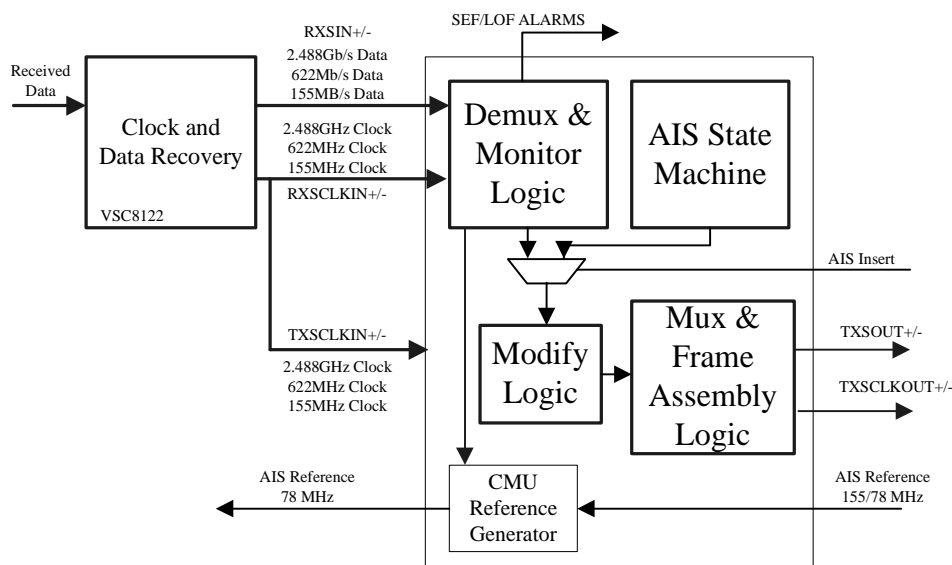 SEF/LOF ALARMS
RXSIN+/-
2.488Gb/s Data
622Mb/s Data
155MB/s Data
Received
Data
Clock and
Data Recovery
VSC8122
2.488GHz Clock
622MHz Clock
155MHz Clock
RXSCLKIN+/-
Demux &
Monitor
Logic
AIS State
Machine
AIS Insert
TXSCLKIN+/-
2.488GHz Clock
622MHz Clock
155MHz Clock
Modify
Logic
Mux &
Frame
Assembly
Logic
TXSOUT+/-
TXSCLKOUT+/-
AIS Reference
78 MHz
CMU
Reference
Generator
AIS Reference
155/78 MHz